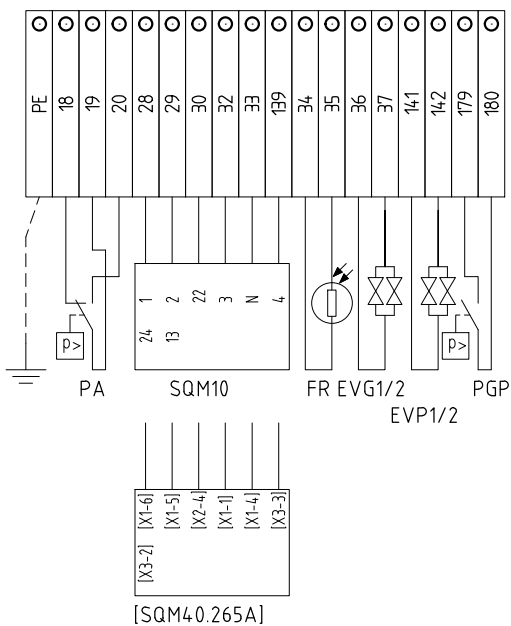 PE 18 19 20 28 29 30 32 33 139 34 35 36 37 141 142 179 180
1 2 22 3 N 4
24 13
p> p>
PA SQM10 FR EVG1/2 PGP
EVP1/2
[X1-6] [X1-5] [X2-4] [X1-1] [X1-4] [X3-3]
[X3-2]
[SQM40.265A]